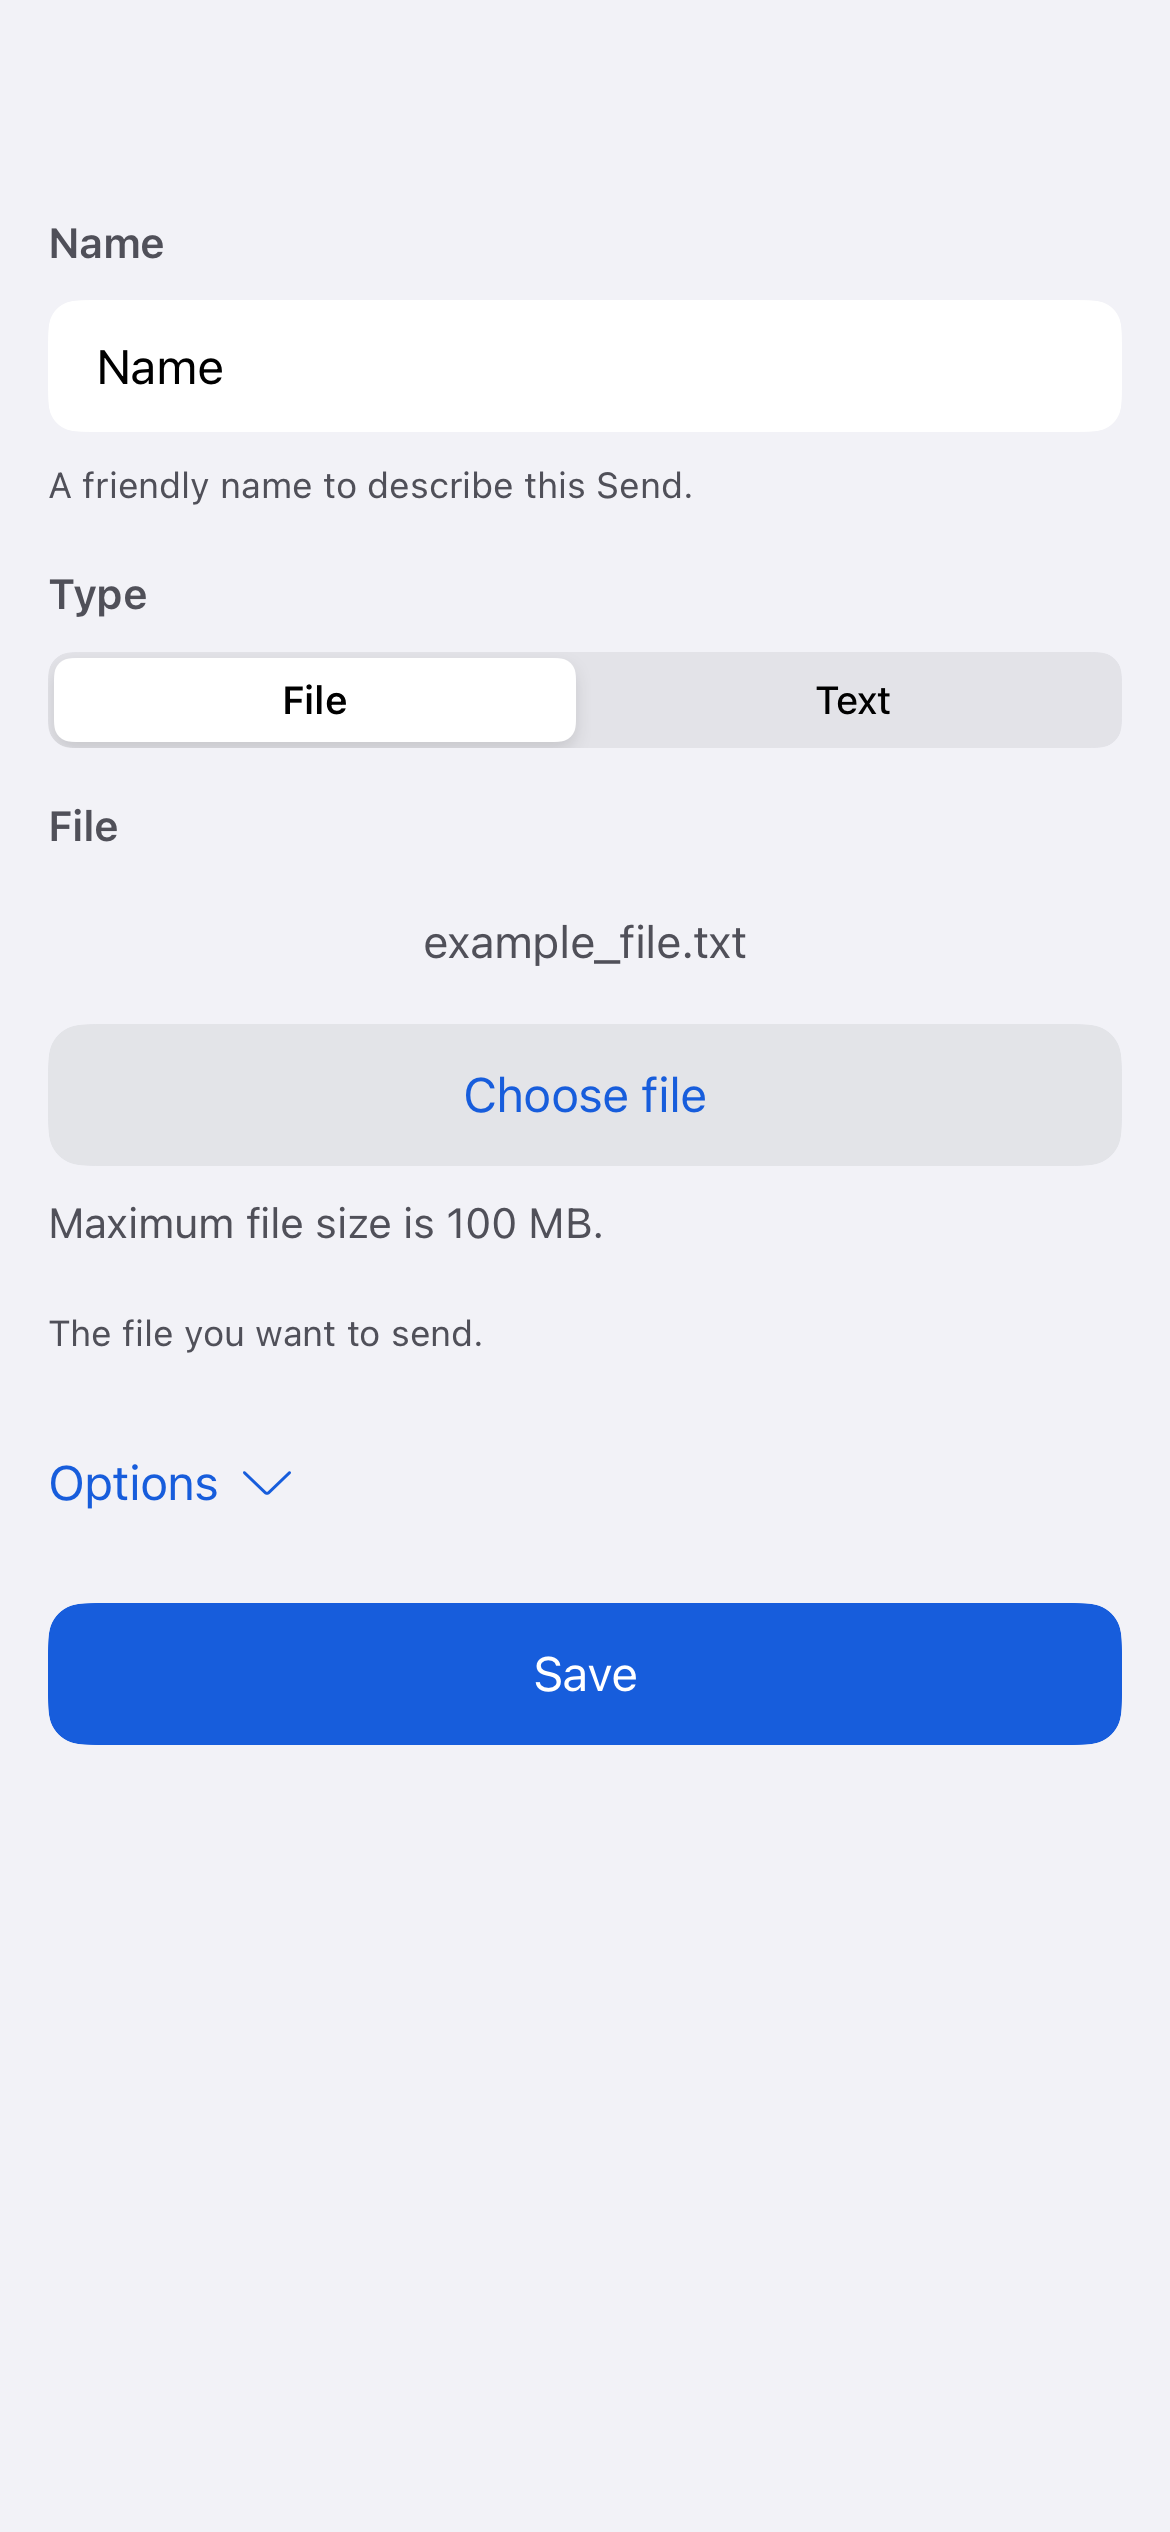 Name
Name
A friendly name to describe this Send.
Type
File Text
File
example_file.txt
Choose file
Maximum file size is 100 MB.
The file you want to send.
Options
Save